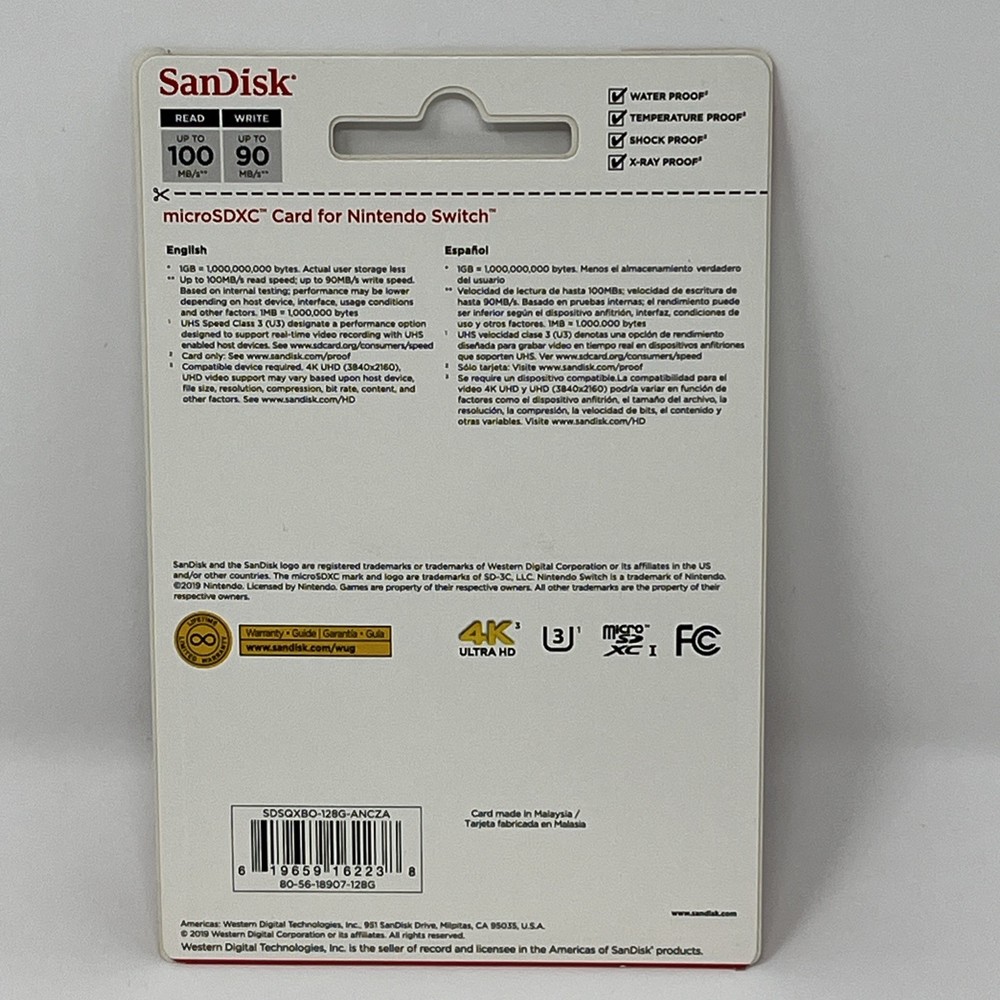 SanDisk®
READ WRITE
UP TO UP TO
100 90
MB/s** MB/s**
WATER PROOF²
TEMPERATURE PROOF²
SHOCK PROOF²
X-RAY PROOF²
microSDXC™ Card for Nintendo Switch™
English
* 1GB = 1,000,000,000 bytes. Actual user storage less
** Up to 100MB/s read speed; up to 90MB/s write speed.
Based on internal testing; performance may be lower
depending on host device, interface, usage conditions
and other factors. 1MB = 1,000,000 bytes
¹ UHS Speed Class 3 (U3) designate a performance option
designed to support real-time video recording with UHS
enabled host devices. See www.sdcard.org/consumers/speed
² Card only: See www.sandisk.com/proof
³ Compatible device required. 4K UHD (3840x2160),
UHD video support may vary based upon host device,
file size, resolution, compression, bit rate, content, and
other factors. See www.sandisk.com/HD
Español
* 1GB = 1,000,000,000 bytes. Menos el almacenamiento verdadero
del usuario
** Velocidad de lectura de hasta 100MBs; velocidad de escritura de
hasta 90MB/s. Basado en pruebas internas; el rendimiento puede
ser inferior según el dispositivo anfitrión, interfaz, condiciones de
uso y otros factores. 1MB = 1.000.000 bytes
¹ UHS velocidad clase 3 (U3) denotas una opción de rendimiento
diseñada para grabar video en tiempo real en dispositivos anfitriones
que soporten UHS. Ver www.sdcard.org/consumers/speed
² Sólo tarjeta: Visite www.sandisk.com/proof
³ Se require un dispositivo compatible.La compatibilidad para el
video 4K UHD y UHD (3840x2160) podría variar en función de
factores como el dispositivo anfitrión, el tamaño del archivo, la
resolución, la compresión, la velocidad de bits, el contenido y
otras variables. Visite www.sandisk.com/HD
SanDisk and the SanDisk logo are registered trademarks or trademarks of Western Digital Corporation or its affiliates in the US
and/or other countries. The microSDXC mark and logo are trademarks of SD-3C, LLC. Nintendo Switch is a trademark of Nintendo.
©2019 Nintendo. Licensed by Nintendo. Games are property of their respective owners. All other trademarks are the property of their
respective owners.
LIFETIME
LIMITED WARRANTY
Warranty • Guide | Garantía • Guía
www.sandisk.com/wug
4K³
ULTRA HD
U3¹
micro™
SD
XC I
FC
SDSQXBO-128G-ANCZA
6 19659 16223 8
80-56-18907-128G
Card made in Malaysia /
Tarjeta fabricada en Malasia
www.sandisk.com
Americas: Western Digital Technologies, Inc., 951 SanDisk Drive, Milpitas, CA 95035, U.S.A.
© 2019 Western Digital Corporation or its affiliates. All rights reserved.
Western Digital Technologies, Inc. is the seller of record and licensee in the Americas of SanDisk® products.